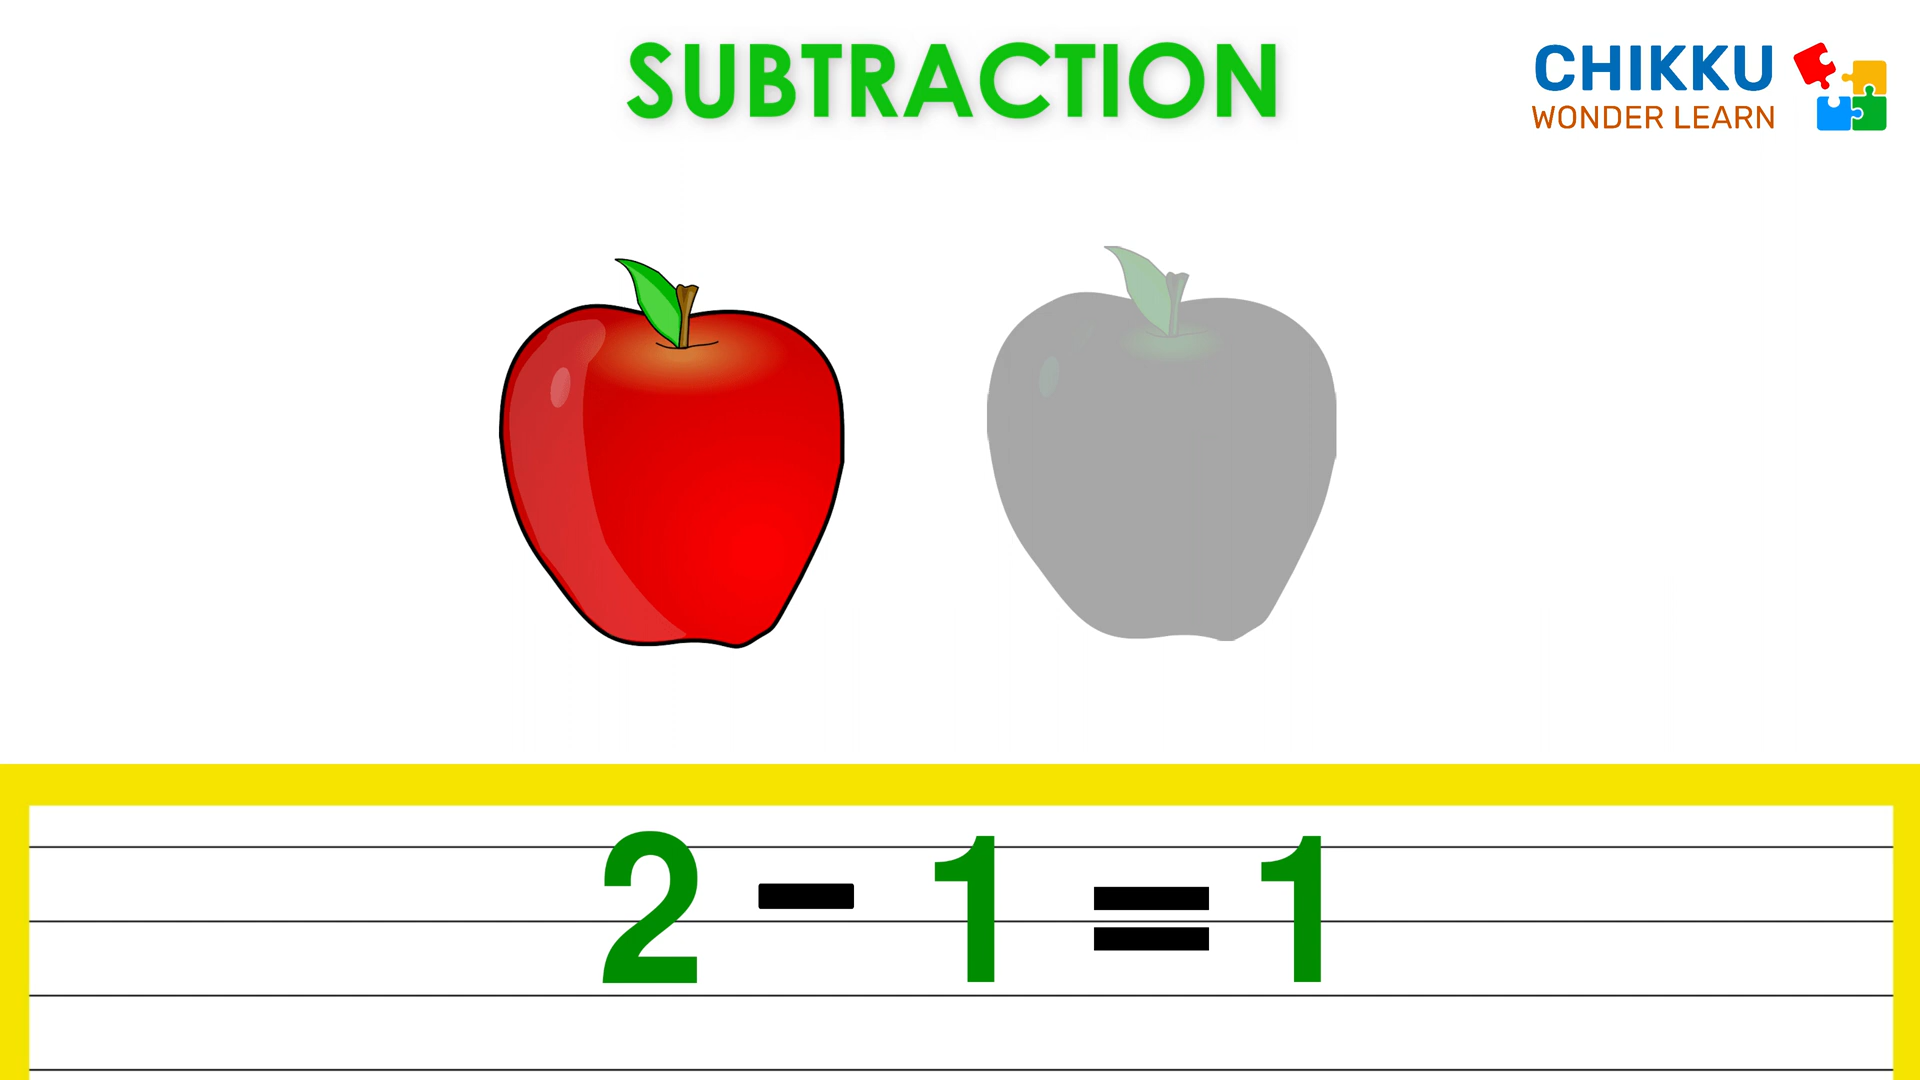 SUBTRACTION
CHIKKU
WONDER LEARN
2 - 1 = 1